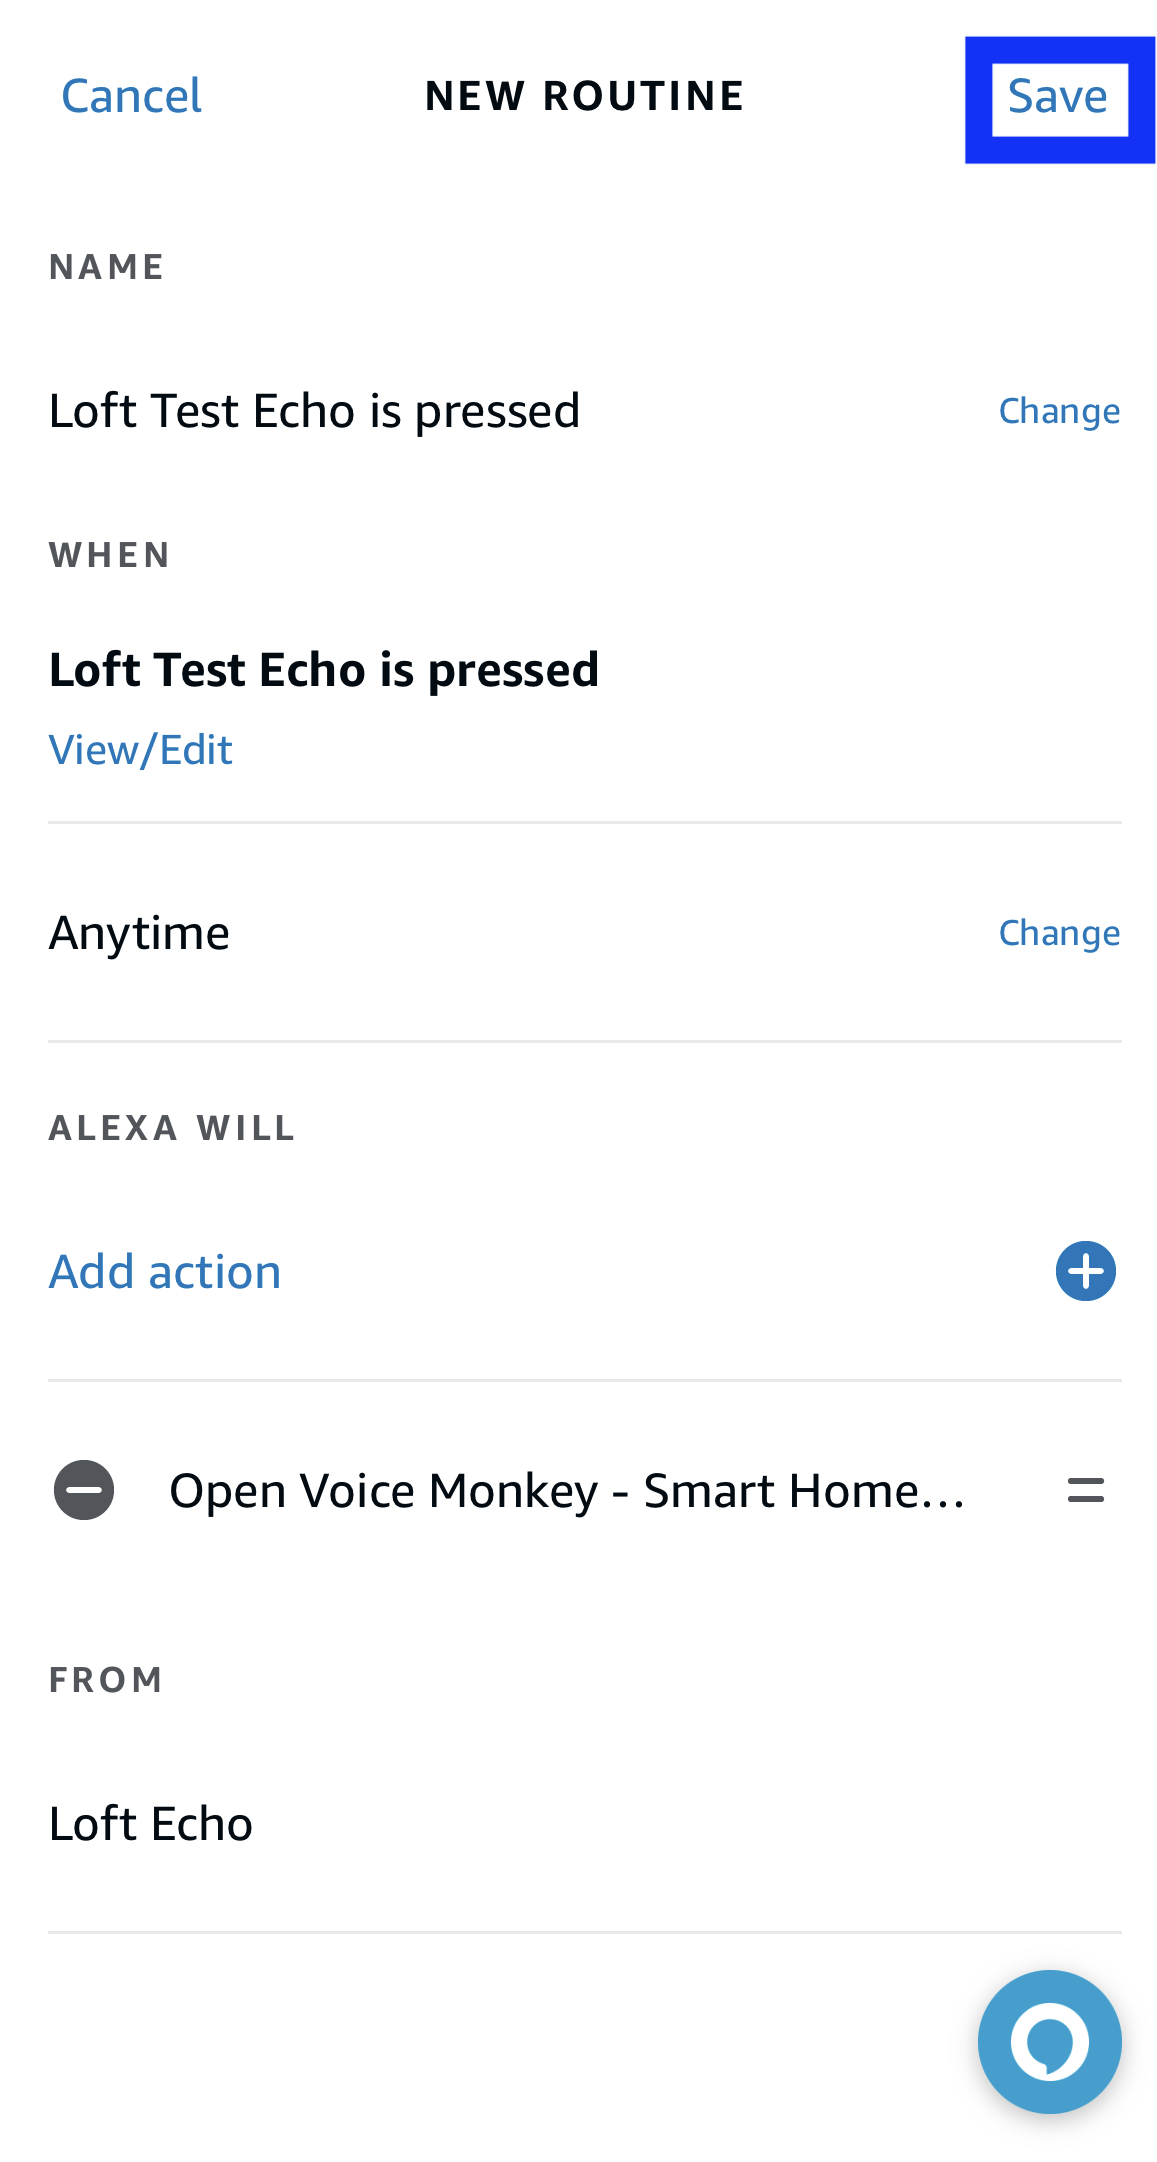 Cancel NEW ROUTINE Save
NAME
Loft Test Echo is pressed Change
WHEN
Loft Test Echo is pressed
View/Edit
Anytime Change
ALEXA WILL
Add action
Open Voice Monkey - Smart Home...
FROM
Loft Echo